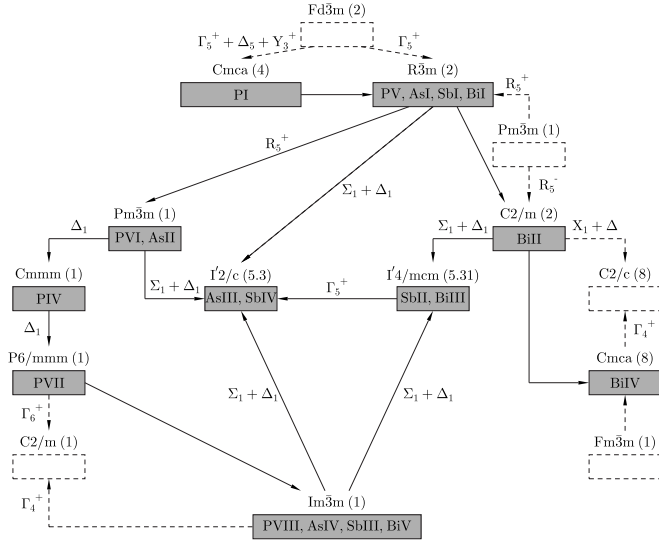 Fd3̄m (2)
Γ₅⁺ + Δ₅ + Y₃⁺
Γ₅⁺
Cmca (4)
R3̄m (2)
PI
PV, AsI, SbI, BiI
R₅⁺
Pm3̄m (1)
R₅⁺
R₅⁻
Σ₁ + Δ₁
Pm3̄m (1)
C2/m (2)
Δ₁
PVI, AsII
Σ₁ + Δ₁
BiII
X₁ + Δ
Cmmm (1)
I′2/c (5.3)
I′4/mcm (5.31)
C2/c (8)
Σ₁ + Δ₁
PIV
AsIII, SbIV
Γ₅⁺
SbII, BiIII
Δ₁
Γ₄⁺
P6/mmm (1)
Cmca (8)
PVII
BiIV
Σ₁ + Δ₁
Σ₁ + Δ₁
Γ₆⁺
C2/m (1)
Fm3̄m (1)
Γ₄⁺
Im3̄m (1)
PVIII, AsIV, SbIII, BiV